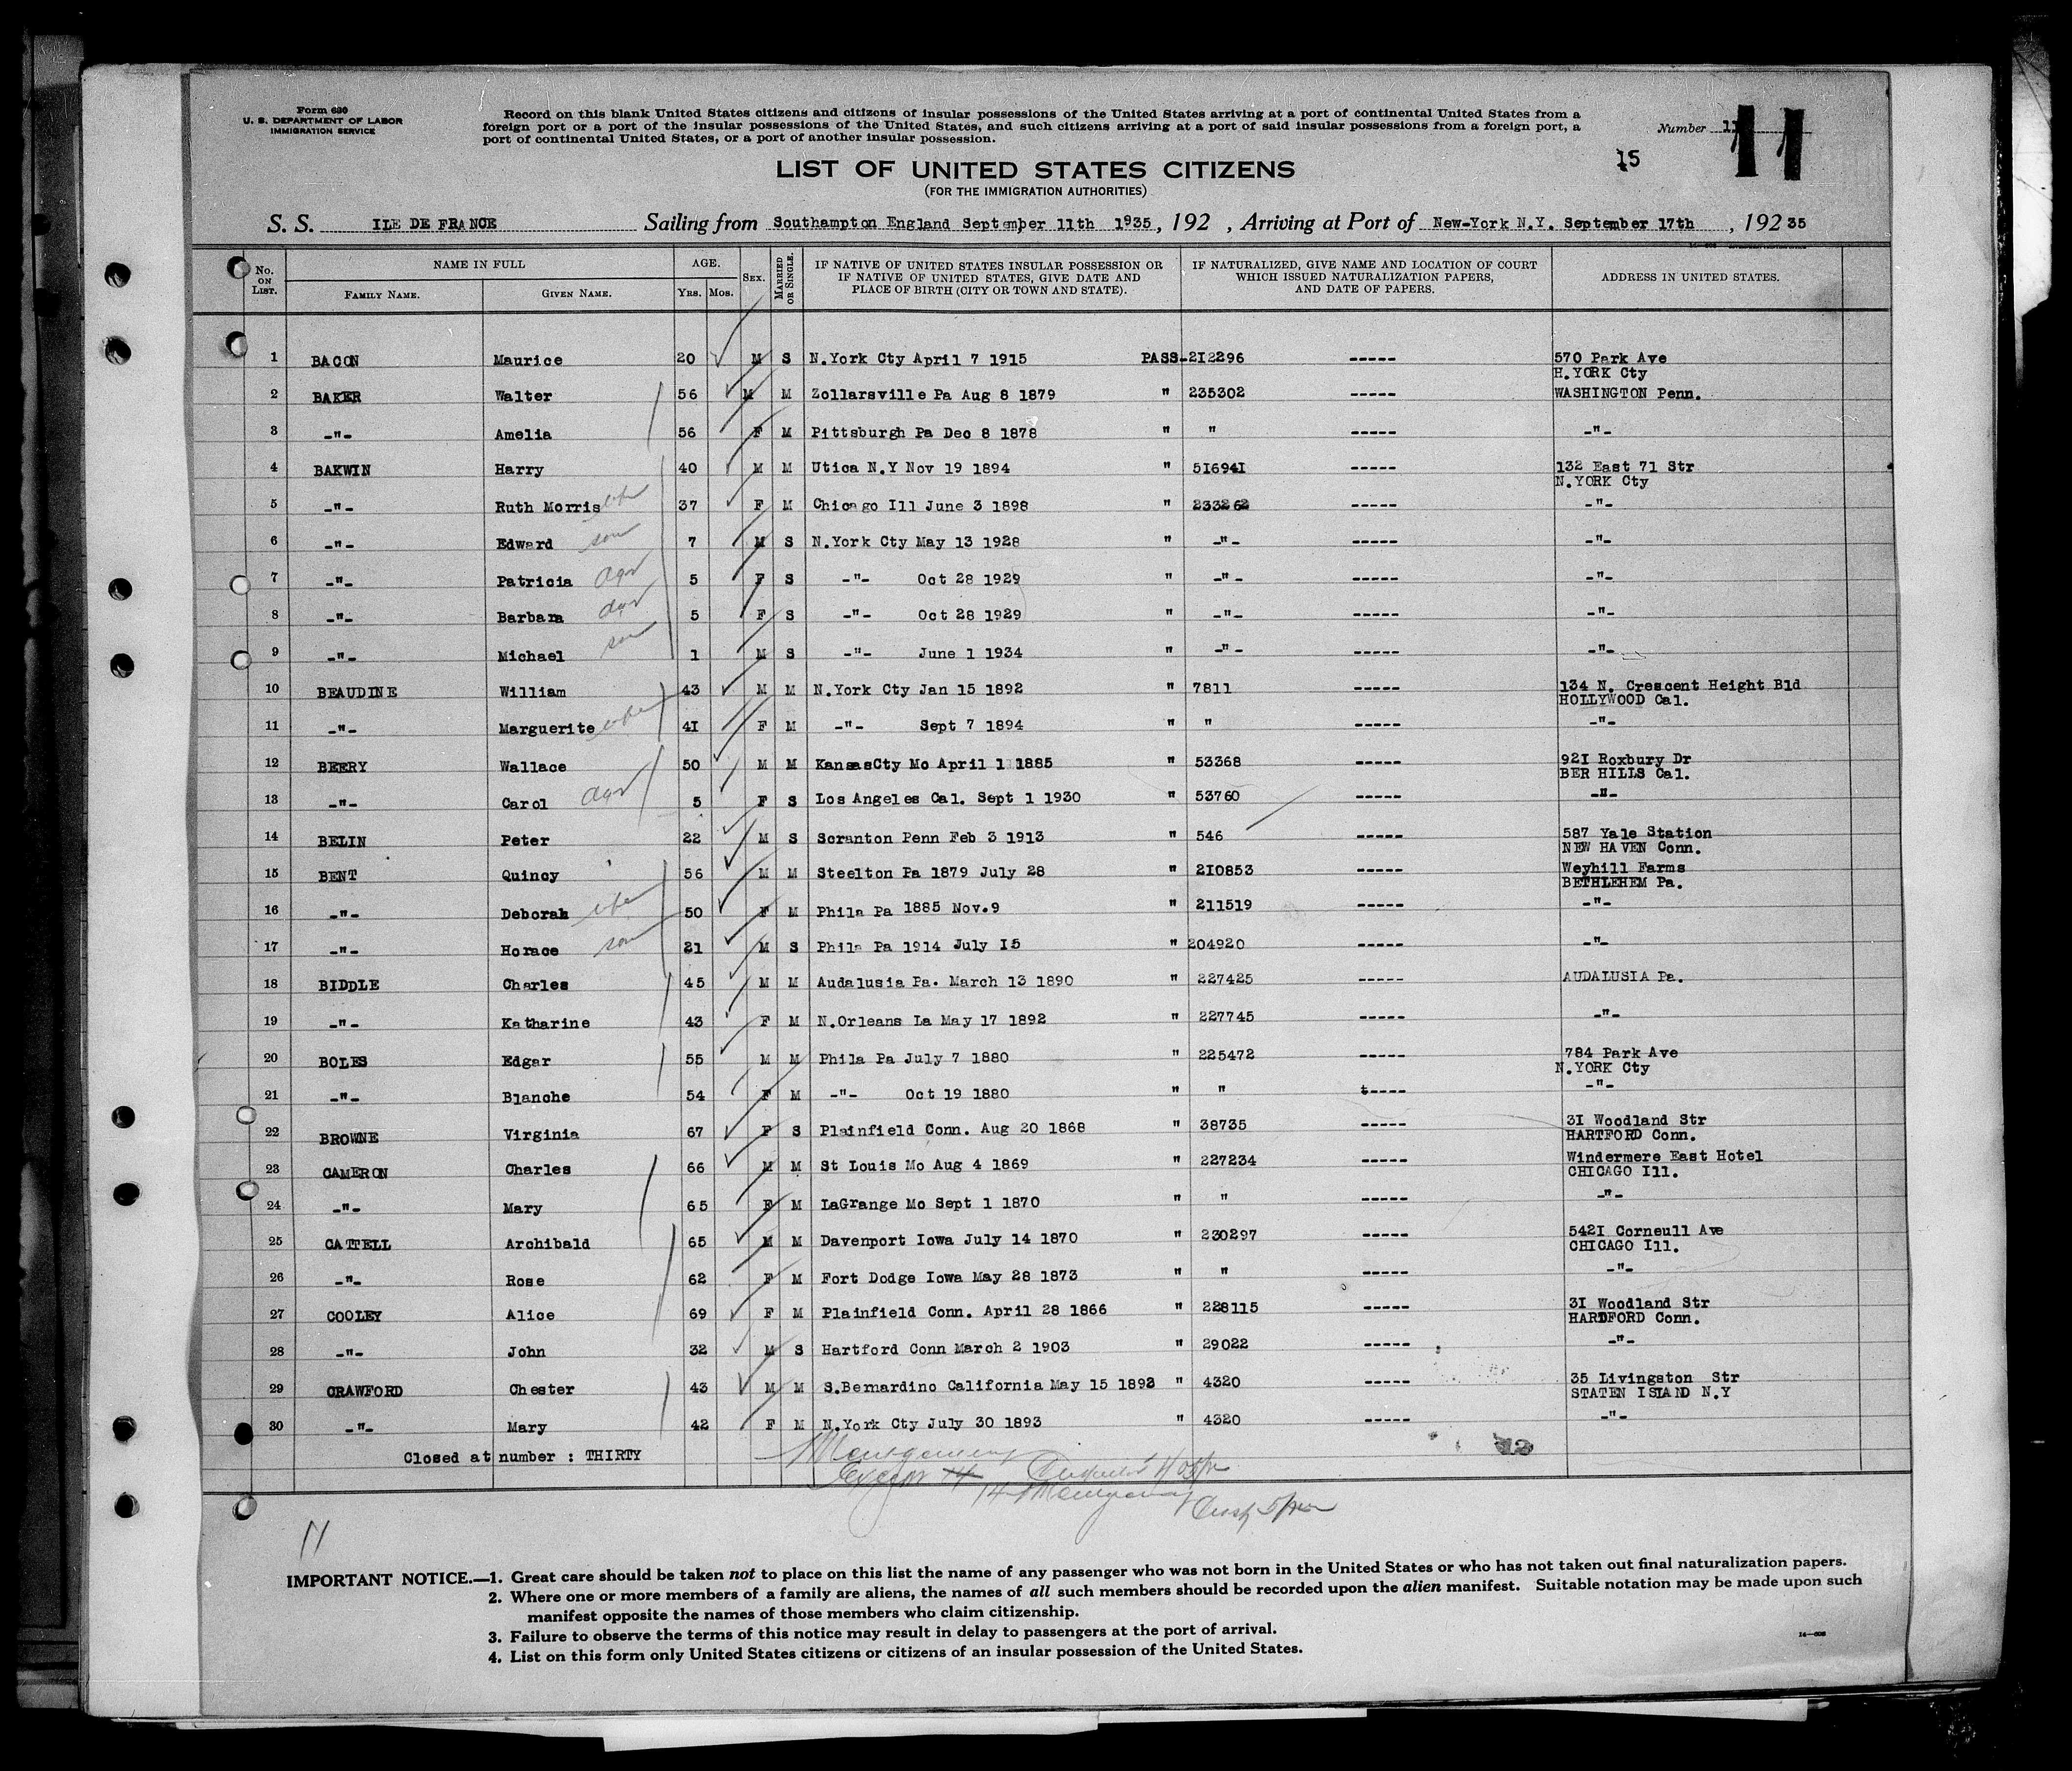 Form 630
U. S. DEPARTMENT OF LABOR
IMMIGRATION SERVICE
Record on this blank United States citizens and citizens of insular possessions of the United States arriving at a port of continental United States from a
foreign port or a port of the insular possessions of the United States, and such citizens arriving at a port of said insular possessions from a foreign port, a
port of continental United States, or a port of another insular possession.
Number 11
15
11
LIST OF UNITED STATES CITIZENS
(FOR THE IMMIGRATION AUTHORITIES)
S. S. ILE DE FRANCE Sailing from Southampton England September 11th 1935, 192 , Arriving at Port of New-York N.Y. September 17th , 192 35
No. ON LIST. NAME IN FULL FAMILY NAME. GIVEN NAME. AGE. YRS. MOS. SEX. MARRIED OR SINGLE. IF NATIVE OF UNITED STATES INSULAR POSSESSION OR IF NATIVE OF UNITED STATES, GIVE DATE AND PLACE OF BIRTH (CITY OR TOWN AND STATE). IF NATURALIZED, GIVE NAME AND LOCATION OF COURT WHICH ISSUED NATURALIZATION PAPERS, AND DATE OF PAPERS. ADDRESS IN UNITED STATES.
1 BACON Maurice 20 M S N.York Cty April 7 1915 PASS-212296 ----- 570 Park Ave
H.YORK Cty
2 BAKER Walter 56 M M Zollarsville Pa Aug 8 1879 " 235302 ----- WASHINGTON Penn.
3 -"- Amelia 56 F M Pittsburgh Pa Dec 8 1878 " " ----- -"-
4 BAKWIN Harry 40 M M Utica N.Y Nov 19 1894 " 516941 ----- 132 East 71 Str
N.YORK Cty
5 -"- Ruth Morris wife 37 F M Chicago Ill June 3 1898 " 233262 ----- -"-
6 -"- Edward son 7 M S N.York Cty May 13 1928 " -"- ----- -"-
7 -"- Patricia dgr 5 F S -"- Oct 28 1929 " -"- ----- -"-
8 -"- Barbara dgr 5 F S -"- Oct 28 1929 " -"- ----- -"-
9 -"- Michael son 1 M S -"- June 1 1934 " -"- ----- -"-
10 BEAUDINE William 43 M M N.York Cty Jan 15 1892 " 7811 ----- 134 N. Crescent Height Bld
HOLLYWOOD Cal.
11 -"- Marguerite wife 41 F M -"- Sept 7 1894 " " ----- -"-
12 BEERY Wallace 50 M M KansasCty Mo April 1 1885 " 53368 ----- 921 Roxbury Dr
BER HILLS Cal.
13 -"- Carol dgr 5 F S Los Angeles Cal. Sept 1 1930 " 53760 ----- -"-
14 BELIN Peter 22 M S Scranton Penn Feb 3 1913 " 546 ----- 587 Yale Station
NEW HAVEN Conn.
15 BENT Quincy 56 M M Steelton Pa 1879 July 28 " 210853 ----- Weyhill Farms
BETHLEHEM Pa.
16 -"- Deborah wife 50 F M Phila Pa 1885 Nov.9 " 211519 ----- -"-
17 -"- Horace son 21 M S Phila Pa 1914 July 15 " 204920 ----- -"-
18 BIDDLE Charles 45 M M Audalusia Pa. March 13 1890 " 227425 ----- AUDALUSIA Pa.
19 -"- Katharine 43 F M N.Orleans La May 17 1892 " 227745 ----- -"-
20 BOLES Edgar 55 M M Phila Pa July 7 1880 " 225472 ----- 784 Park Ave
N.YORK Cty
21 -"- Blanche 54 F M -"- Oct 19 1880 " " ----- -"-
22 BROWNE Virginia 67 F S Plainfield Conn. Aug 20 1868 " 38735 ----- 31 Woodland Str
HARTFORD Conn.
23 CAMERON Charles 66 M M St Louis Mo Aug 4 1869 " 227234 ----- Windermere East Hotel
CHICAGO Ill.
24 -"- Mary 65 F M LaGrange Mo Sept 1 1870 " " ----- -"-
25 CATTELL Archibald 65 M M Davenport Iowa July 14 1870 " 230297 ----- 5421 Corneull Ave
CHICAGO Ill.
26 -"- Rose 62 F M Fort Dodge Iowa May 28 1873 " " ----- -"-
27 COOLEY Alice 69 F M Plainfield Conn. April 28 1866 " 228115 ----- 31 Woodland Str
HARDFORD Conn.
28 -"- John 32 M S Hartford Conn March 2 1903 " 29022 ----- -"-
29 CRAWFORD Chester 43 M M S.Bernardino California May 15 1892 " 4320 ----- 35 Livingston Str
STATEN ISLAND N.Y
30 -"- Mary 42 F M N.York Cty July 30 1893 " 4320 ----- -"-
Closed at number : THIRTY
Montgomery
Except 14
14 Montgomery
11
IMPORTANT NOTICE.—1. Great care should be taken not to place on this list the name of any passenger who was not born in the United States or who has not taken out final naturalization papers.
2. Where one or more members of a family are aliens, the names of all such members should be recorded upon the alien manifest. Suitable notation may be made upon such
manifest opposite the names of those members who claim citizenship.
3. Failure to observe the terms of this notice may result in delay to passengers at the port of arrival.
4. List on this form only United States citizens or citizens of an insular possession of the United States.